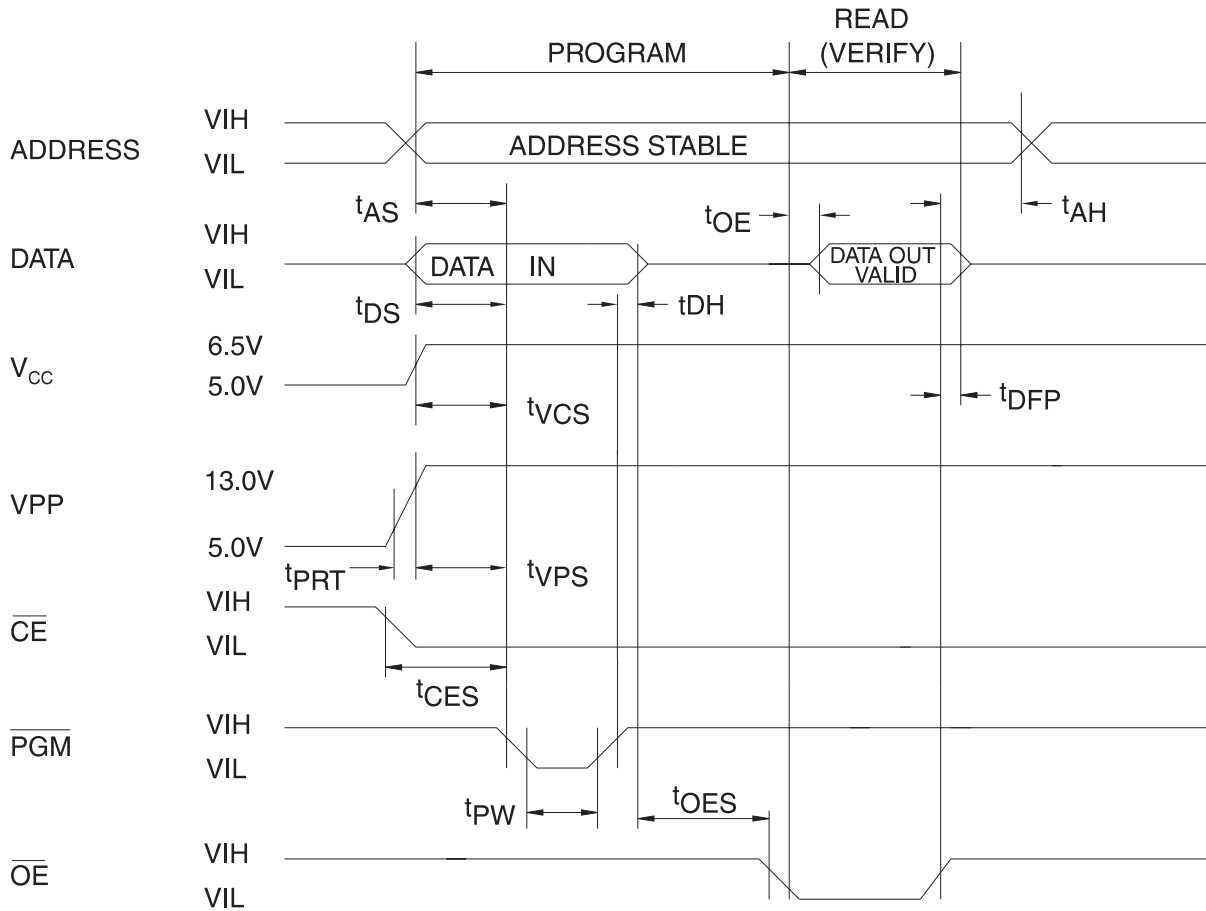 READ
PROGRAM (VERIFY)
VIH
ADDRESS ADDRESS STABLE
VIL
tAS tOE tAH
VIH
DATA DATA IN DATA OUT VALID
VIL
tDS tDH
6.5V
VCC
5.0V
tVCS tDFP
13.0V
VPP
5.0V
tPRT tVPS
VIH
CE
VIL
tCES
VIH
PGM
VIL
tPW tOES
VIH
OE
VIL